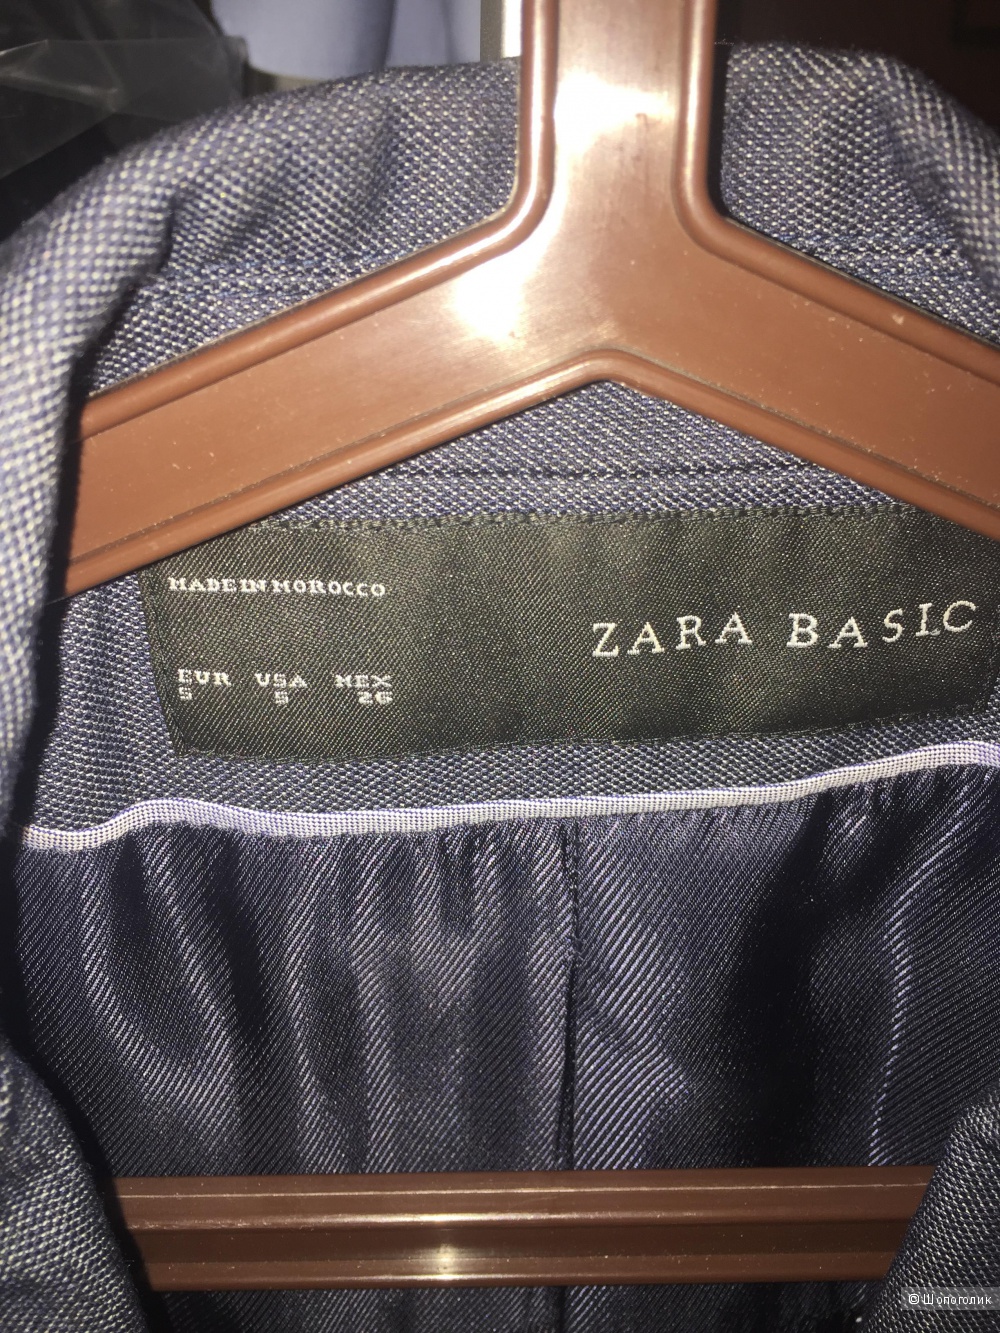 MADE IN MOROCCO
ZARA BASIC
EUR USA MEX
S S 26
© Шопоголик